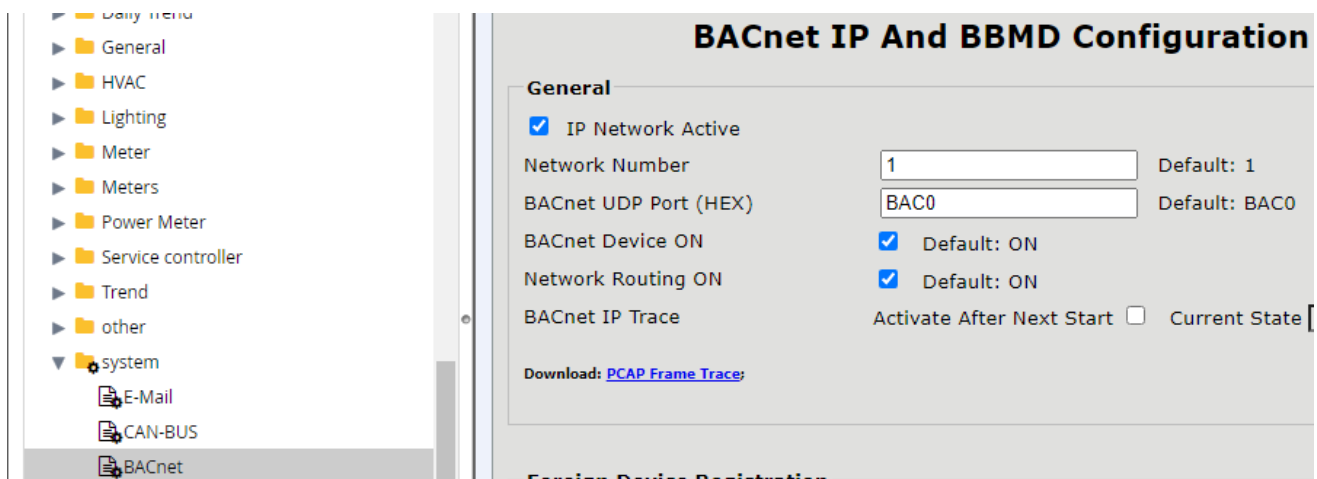 Daily Trend
General
HVAC
Lighting
Meter
Meters
Power Meter
Service controller
Trend
other
system
E-Mail
CAN-BUS
BACnet
BACnet IP And BBMD Configuration
General
IP Network Active
Network Number 1 Default: 1
BACnet UDP Port (HEX) BAC0 Default: BAC0
BACnet Device ON Default: ON
Network Routing ON Default: ON
BACnet IP Trace Activate After Next Start Current State
Download: PCAP Frame Trace;
Foreign Device Registration